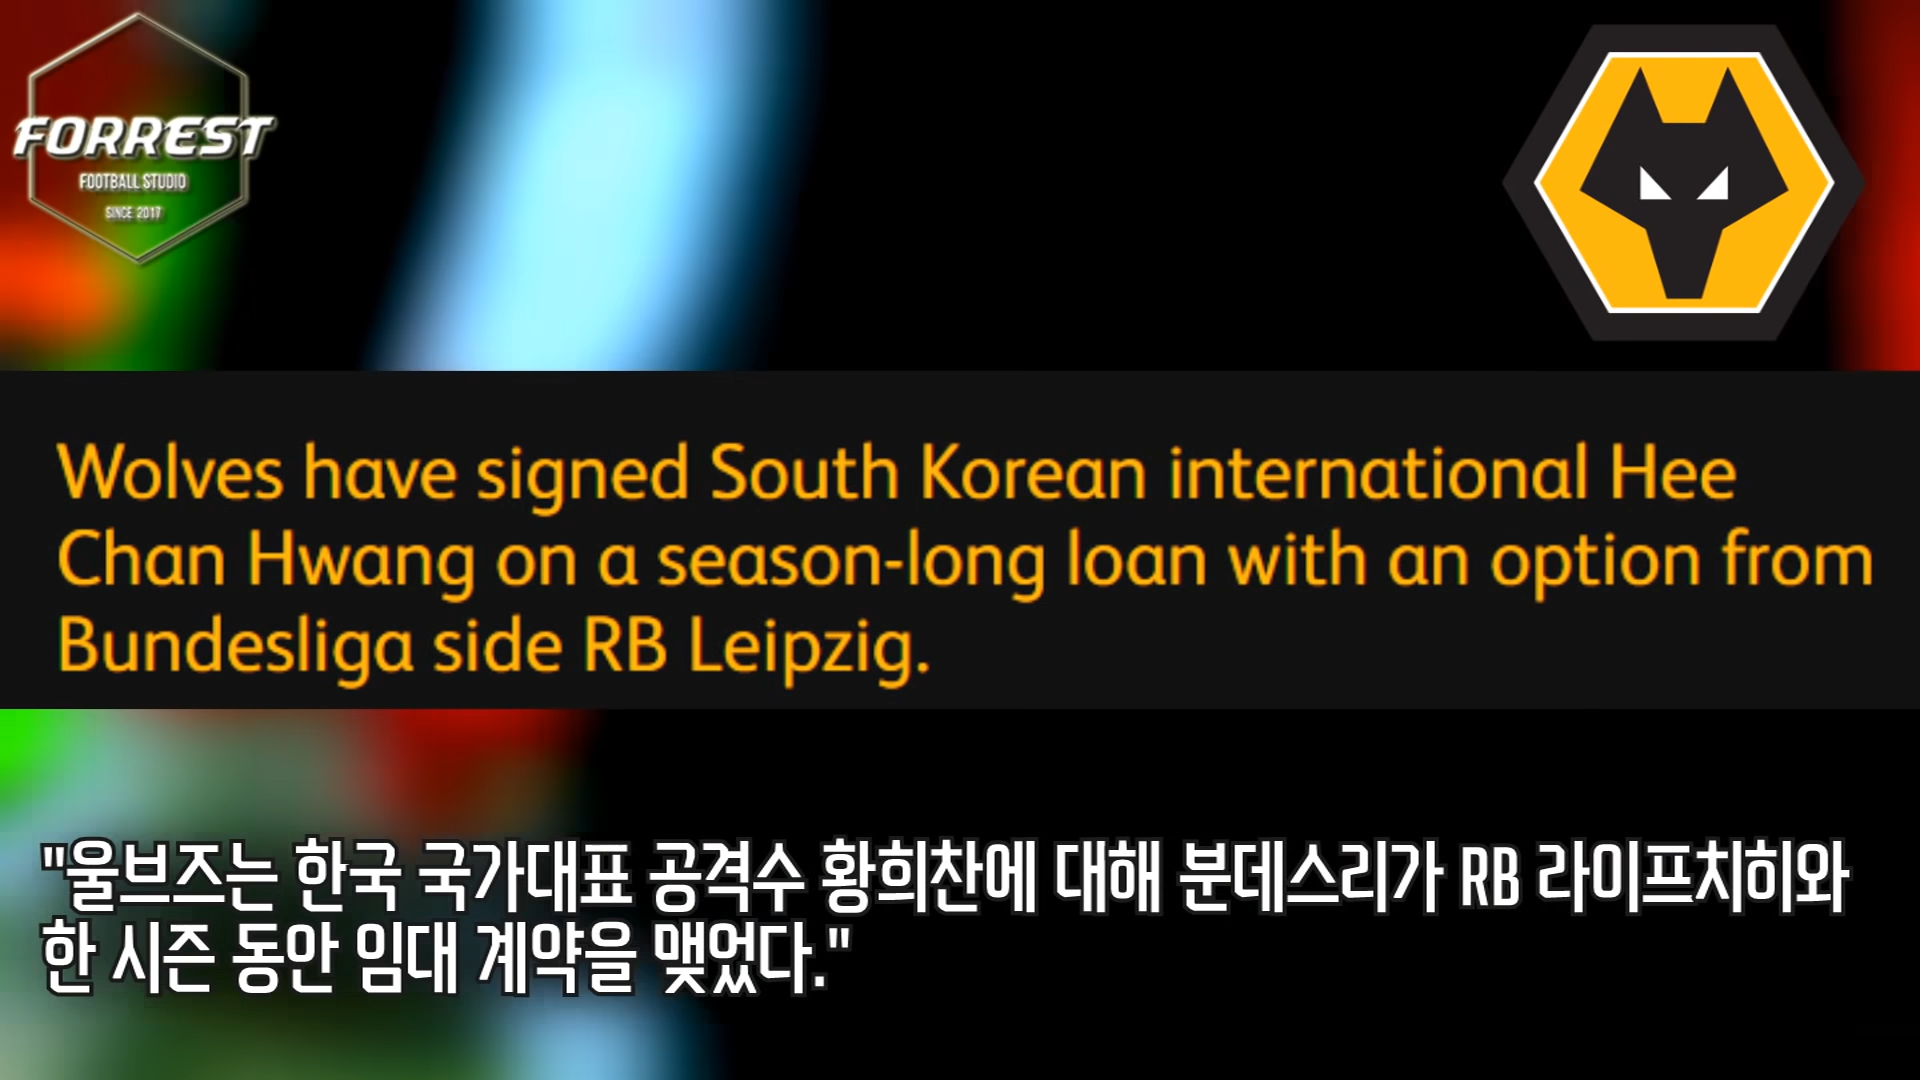 FORREST
FOOTBALL STUDIO
SINCE 2017
Wolves have signed South Korean international Hee
Chan Hwang on a season-long loan with an option from
Bundesliga side RB Leipzig.
"울브즈는 한국 국가대표 공격수 황희찬에 대해 분데스리가 RB 라이프치히와
한 시즌 동안 임대 계약을 맺었다."